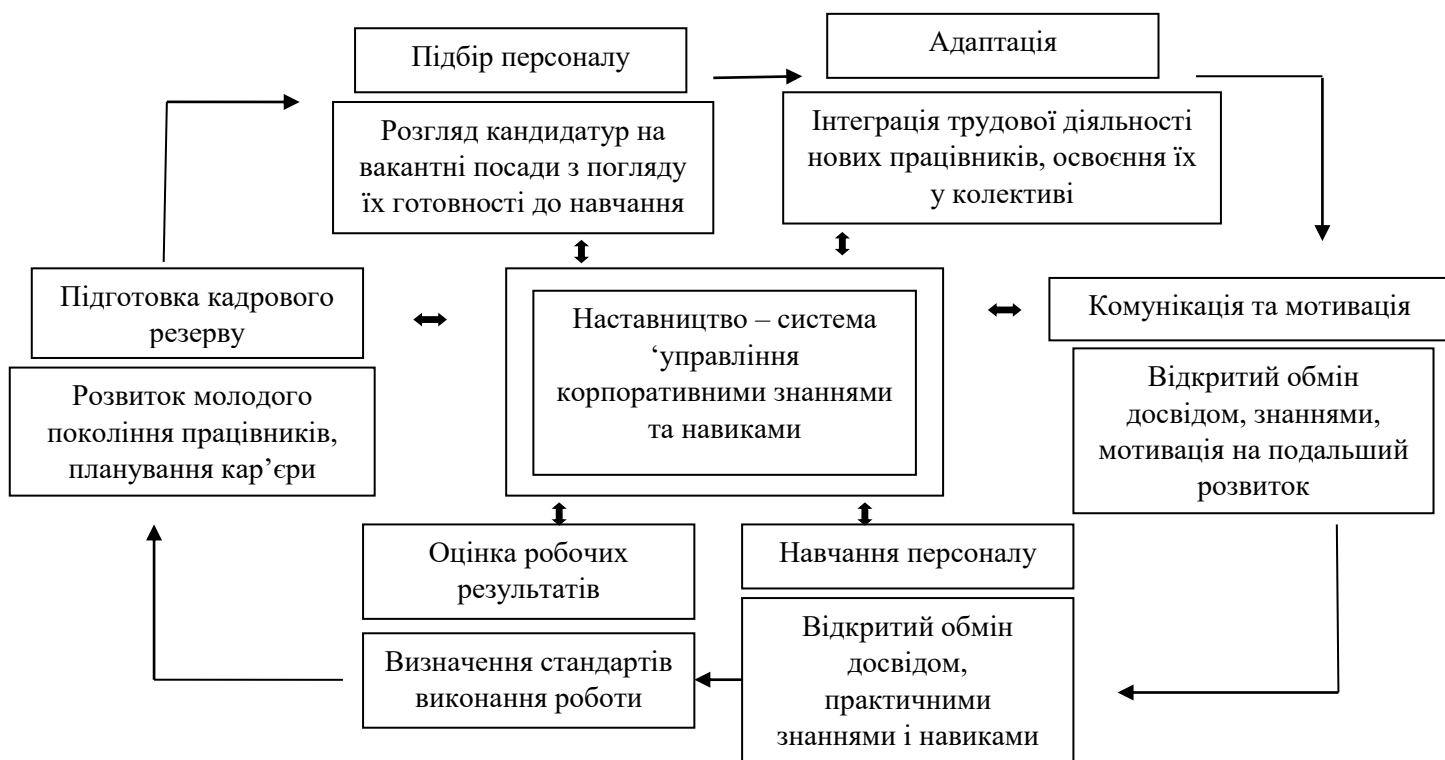 Підбір персоналу
Розгляд кандидатур на
вакантні посади з погляду
їх готовності до навчання
Адаптація
Інтеграція трудової діяльності
нових працівників, освоєння їх
у колективі
Підготовка кадрового
резерву
Розвиток молодого
покоління працівників,
планування кар’єри
Наставництво – система
‘управління
корпоративними знаннями
та навиками
Комунікація та мотивація
Відкритий обмін
досвідом, знаннями,
мотивація на подальший
розвиток
Оцінка робочих
результатів
Визначення стандартів
виконання роботи
Навчання персоналу
Відкритий обмін
досвідом,
практичними
знаннями і навиками